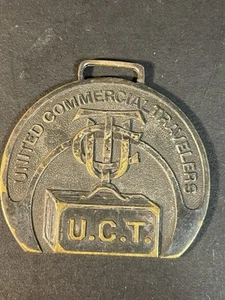 UNITED COMMERCIAL TRAVELERS
UCT
U.C.T.